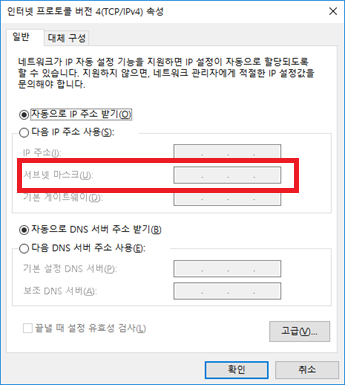 인터넷 프로토콜 버전 4(TCP/IPv4) 속성
일반
대체 구성
네트워크가 IP 자동 설정 기능을 지원하면 IP 설정이 자동으로 할당되도록
할 수 있습니다. 지원하지 않으면, 네트워크 관리자에게 적절한 IP 설정값을
문의해야 합니다.
자동으로 IP 주소 받기(O)
다음 IP 주소 사용(S):
IP 주소(I):
서브넷 마스크(U):
기본 게이트웨이(D):
자동으로 DNS 서버 주소 받기(B)
다음 DNS 서버 주소 사용(E):
기본 설정 DNS 서버(P):
보조 DNS 서버(A):
끝낼 때 설정 유효성 검사(L)
고급(V)...
확인
취소